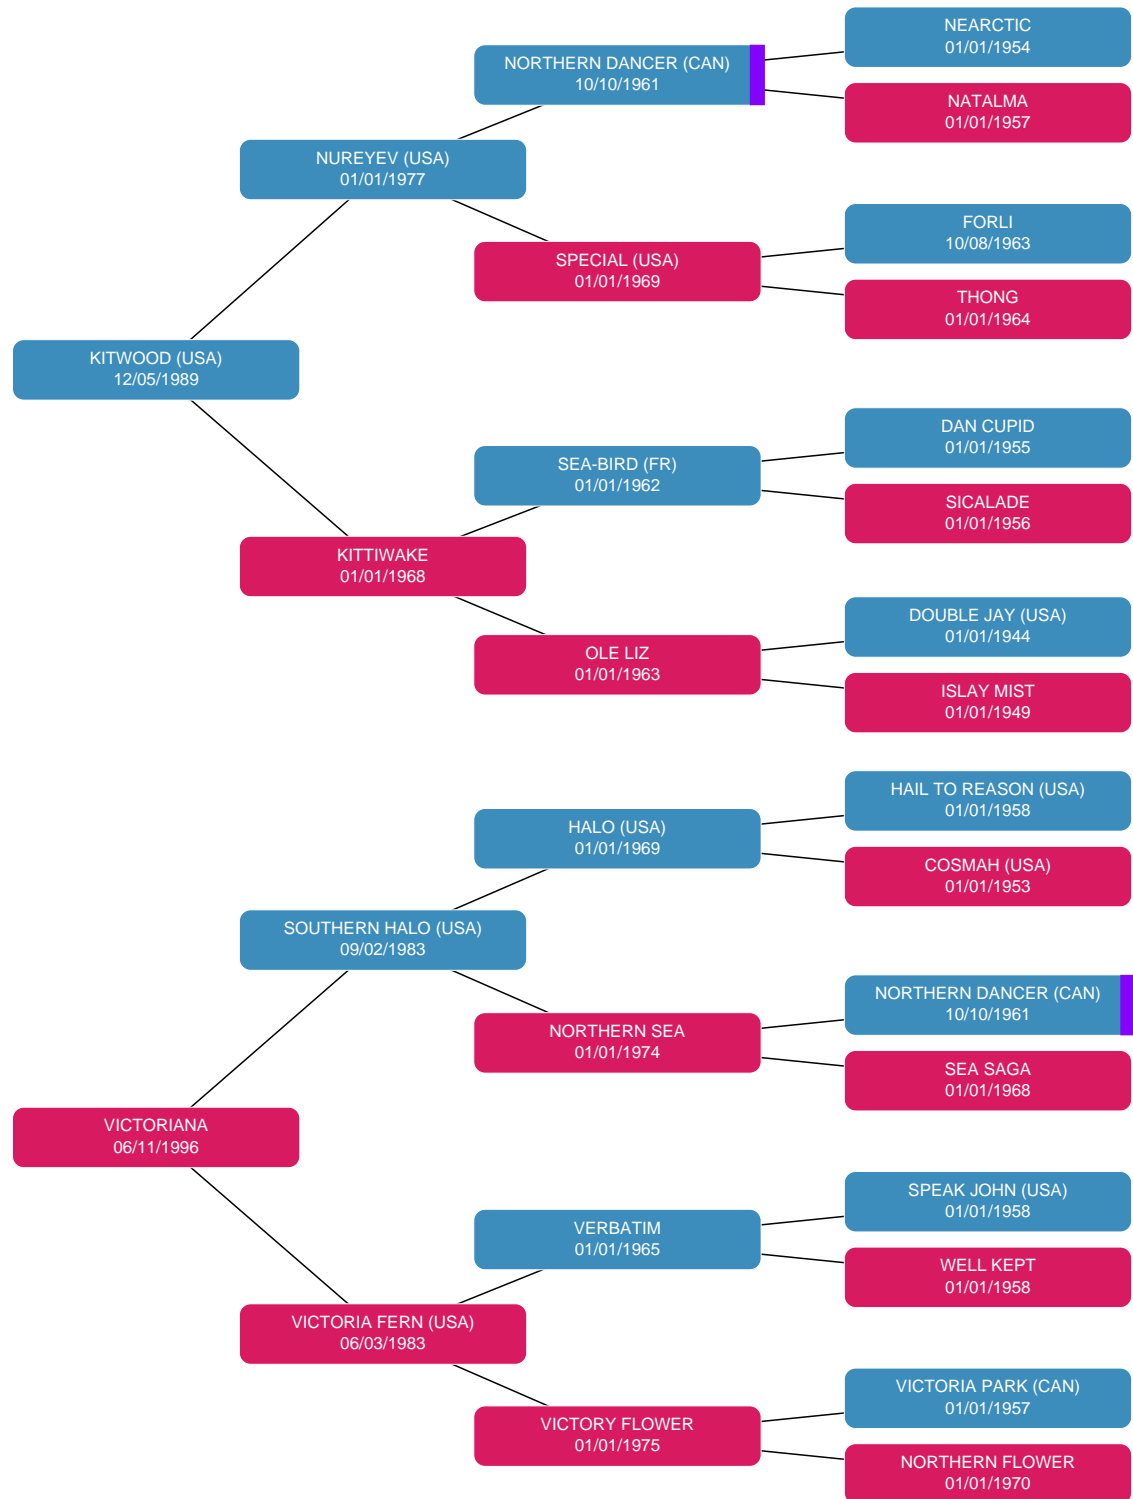 NEARCTIC
01/01/1954
NORTHERN DANCER (CAN)
10/10/1961
NATALMA
01/01/1957
NUREYEV (USA)
01/01/1977
FORLI
10/08/1963
SPECIAL (USA)
01/01/1969
THONG
01/01/1964
KITWOOD (USA)
12/05/1989
DAN CUPID
01/01/1955
SEA-BIRD (FR)
01/01/1962
SICALADE
01/01/1956
KITTIWAKE
01/01/1968
DOUBLE JAY (USA)
01/01/1944
OLE LIZ
01/01/1963
ISLAY MIST
01/01/1949
HAIL TO REASON (USA)
01/01/1958
HALO (USA)
01/01/1969
COSMAH (USA)
01/01/1953
SOUTHERN HALO (USA)
09/02/1983
NORTHERN DANCER (CAN)
10/10/1961
NORTHERN SEA
01/01/1974
SEA SAGA
01/01/1968
VICTORIANA
06/11/1996
SPEAK JOHN (USA)
01/01/1958
VERBATIM
01/01/1965
WELL KEPT
01/01/1958
VICTORIA FERN (USA)
06/03/1983
VICTORIA PARK (CAN)
01/01/1957
VICTORY FLOWER
01/01/1975
NORTHERN FLOWER
01/01/1970